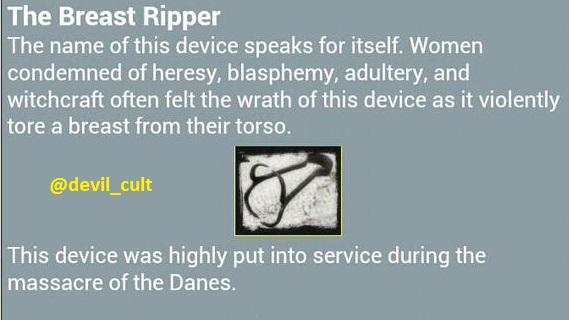 The Breast Ripper
The name of this device speaks for itself. Women
condemned of heresy, blasphemy, adultery, and
witchcraft often felt the wrath of this device as it violently
tore a breast from their torso.
@devil_cult
This device was highly put into service during the
massacre of the Danes.